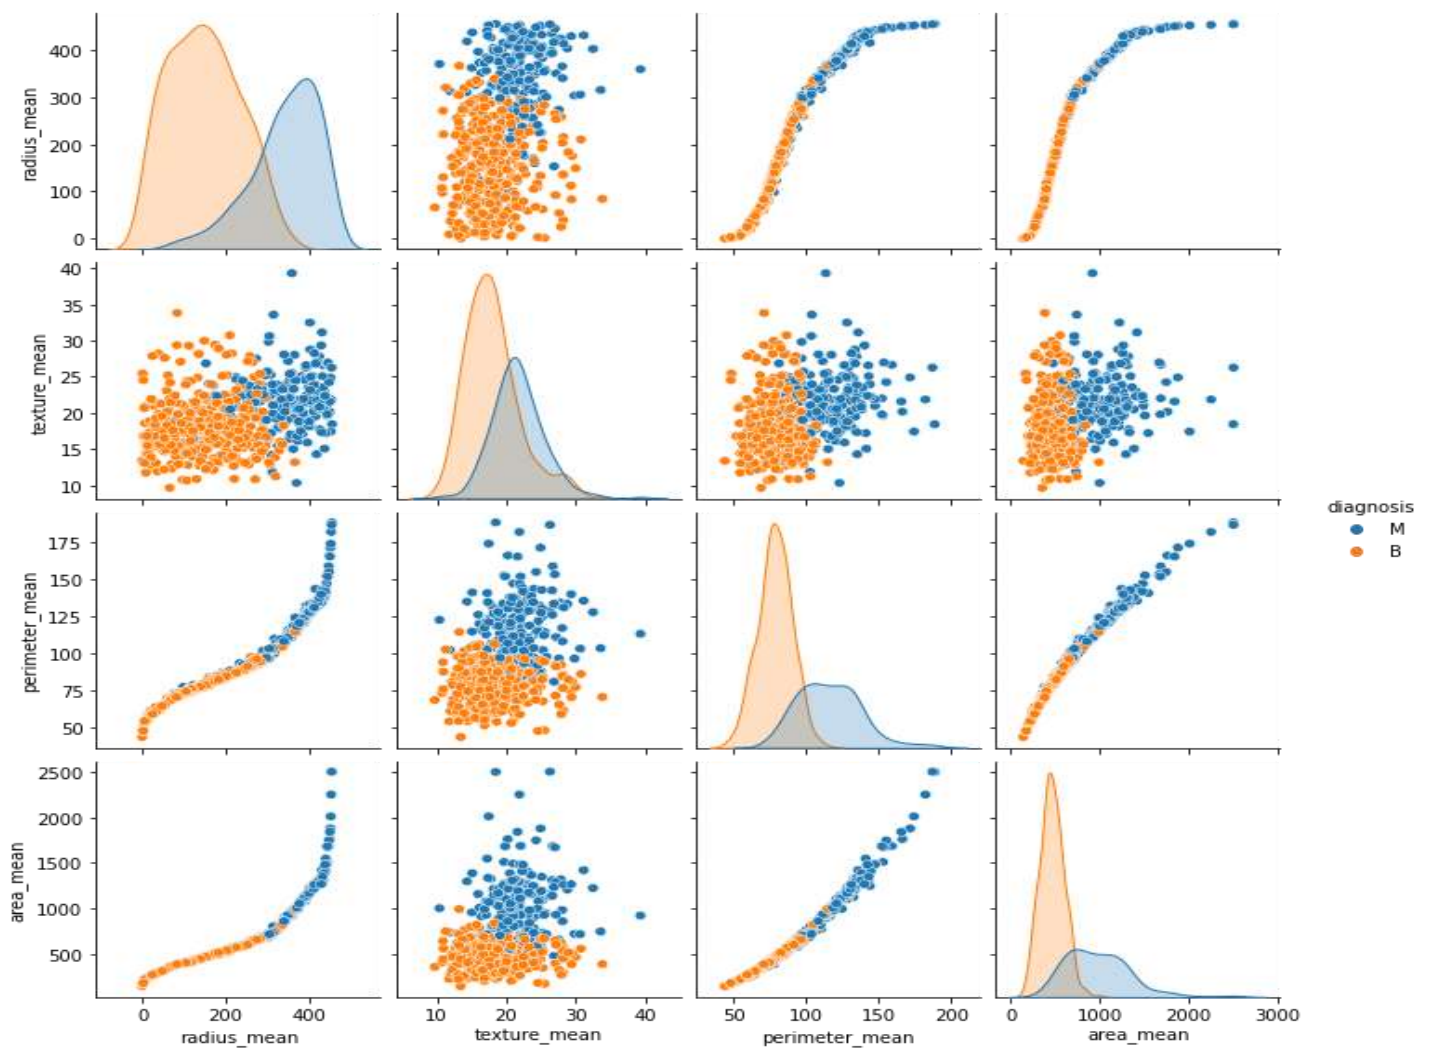 radius_mean
400
300
200
100
0
texture_mean
40
35
30
25
20
15
10
diagnosis
M
B
perimeter_mean
175
150
125
100
75
50
area_mean
2500
2000
1500
1000
500
0 200 400 10 20 30 40 50 100 150 200 0 1000 2000 3000
radius_mean texture_mean perimeter_mean area_mean